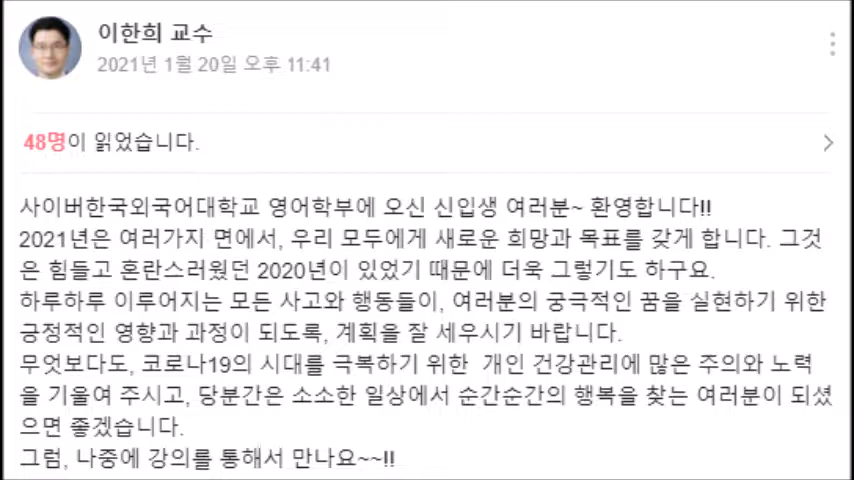 이한희 교수
2021년 1월 20일 오후 11:41
48명이 읽었습니다.
사이버한국외국어대학교 영어학부에 오신 신입생 여러분~ 환영합니다!!
2021년은 여러가지 면에서, 우리 모두에게 새로운 희망과 목표를 갖게 합니다. 그것
은 힘들고 혼란스러웠던 2020년이 있었기 때문에 더욱 그렇기도 하구요.
하루하루 이루어지는 모든 사고와 행동들이, 여러분의 궁극적인 꿈을 실현하기 위한
긍정적인 영향과 과정이 되도록, 계획을 잘 세우시기 바랍니다.
무엇보다도, 코로나19의 시대를 극복하기 위한 개인 건강관리에 많은 주의와 노력
을 기울여 주시고, 당분간은 소소한 일상에서 순간순간의 행복을 찾는 여러분이 되셨
으면 좋겠습니다.
그럼, 나중에 강의를 통해서 만나요~~!!